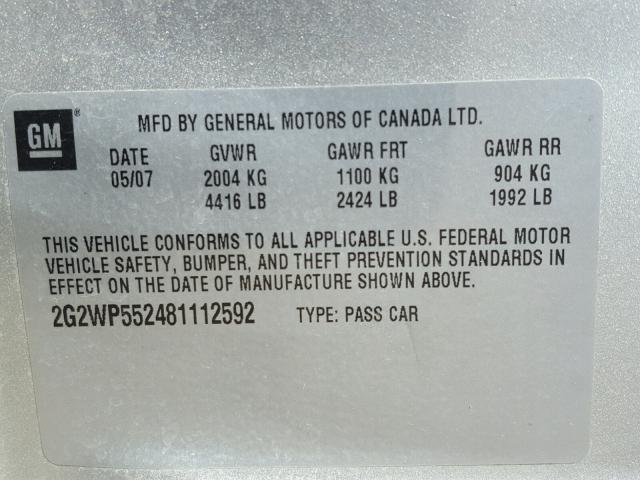 GM®
MFD BY GENERAL MOTORS OF CANADA LTD.
DATE GVWR GAWR FRT GAWR RR
05/07 2004 KG 1100 KG 904 KG
4416 LB 2424 LB 1992 LB
THIS VEHICLE CONFORMS TO ALL APPLICABLE U.S. FEDERAL MOTOR
VEHICLE SAFETY, BUMPER, AND THEFT PREVENTION STANDARDS IN
EFFECT ON THE DATE OF MANUFACTURE SHOWN ABOVE.
2G2WP552481112592 TYPE: PASS CAR